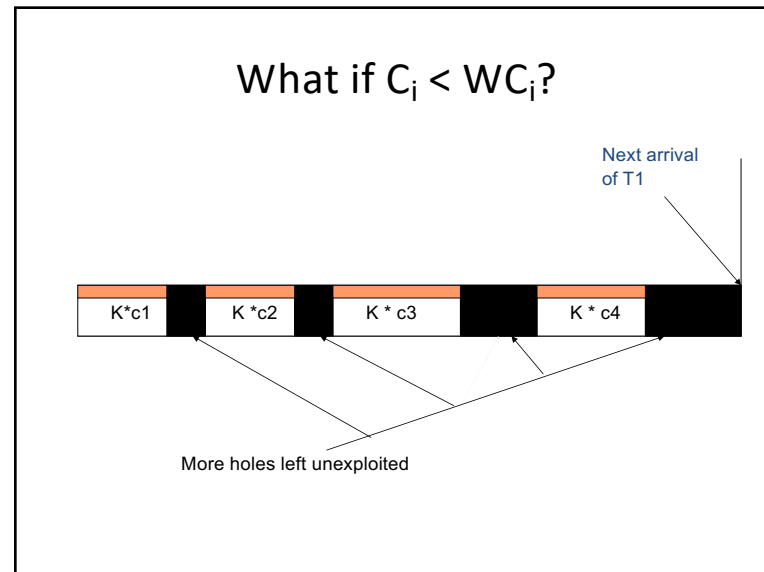 What if Cᵢ < WCᵢ?
Next arrival
of T1
K*c1 K *c2 K * c3 K * c4
More holes left unexploited